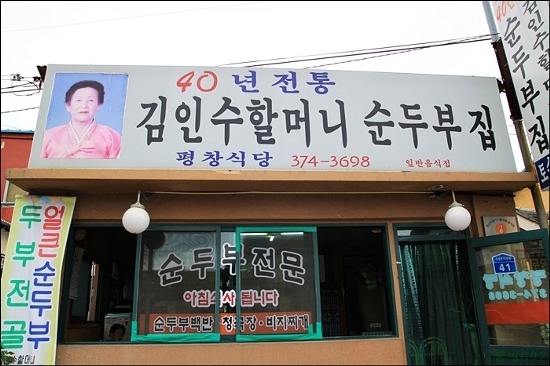 40년전통
김인수할머니 순두부집
평창식당 374-3698 일반음식점
순두부전문
아침식사 됩니다
순두부백반 · 청국장 · 비지찌개
얼큰순두부
두부전골
41